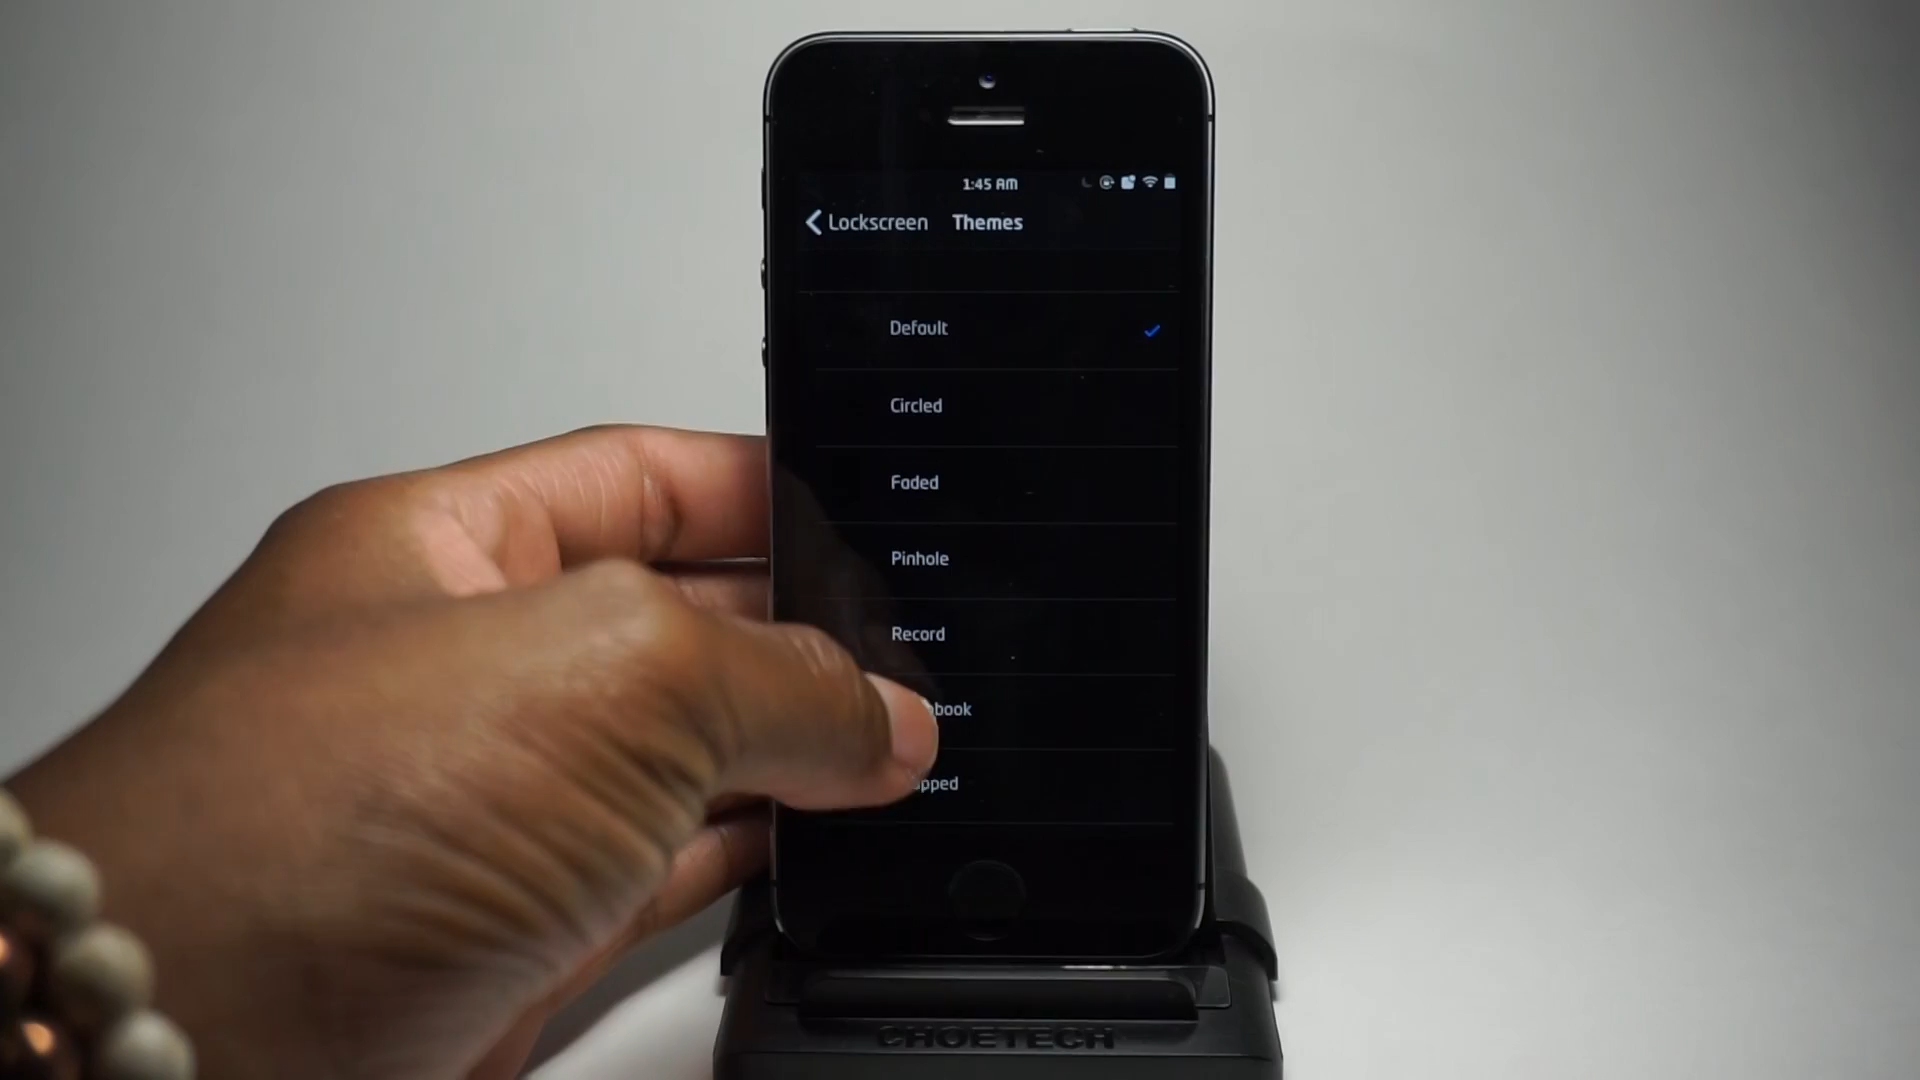 1:45 AM
Lockscreen Themes
Default
Circled
Faded
Pinhole
Record
CHOETECH